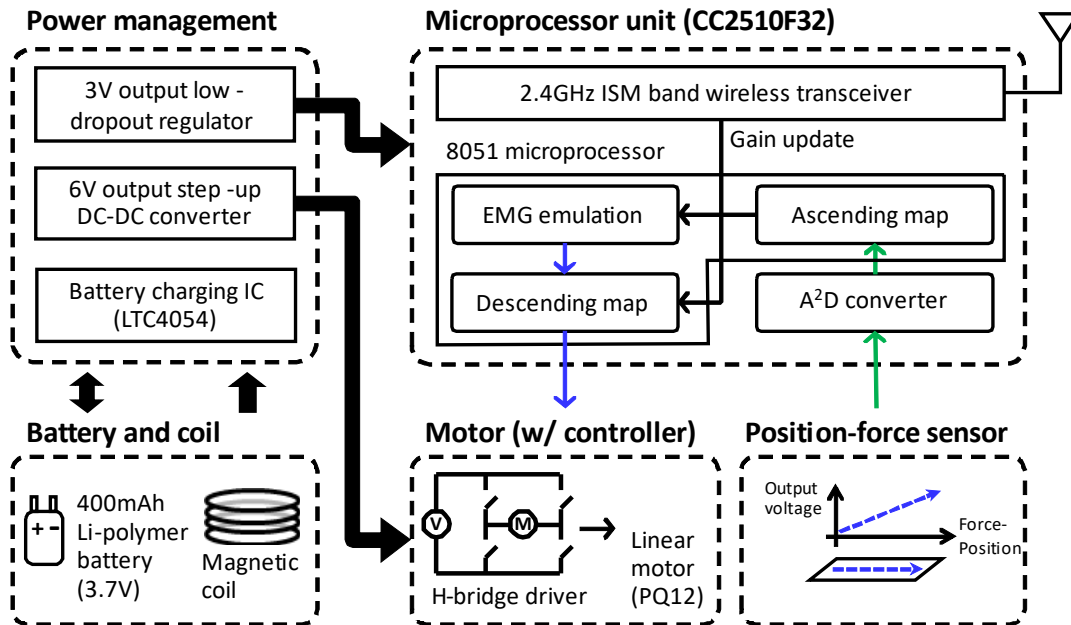 Power management
3V output low -
dropout regulator
6V output step -up
DC-DC converter
Battery charging IC
(LTC4054)
Microprocessor unit (CC2510F32)
2.4GHz ISM band wireless transceiver
Gain update
8051 microprocessor
EMG emulation
Ascending map
Descending map
A²D converter
Battery and coil
400mAh
Li-polymer
battery
(3.7V)
+ -
Magnetic
coil
Motor (w/ controller)
V
M
H-bridge driver
Linear
motor
(PQ12)
Position-force sensor
Output
voltage
Force-
Position